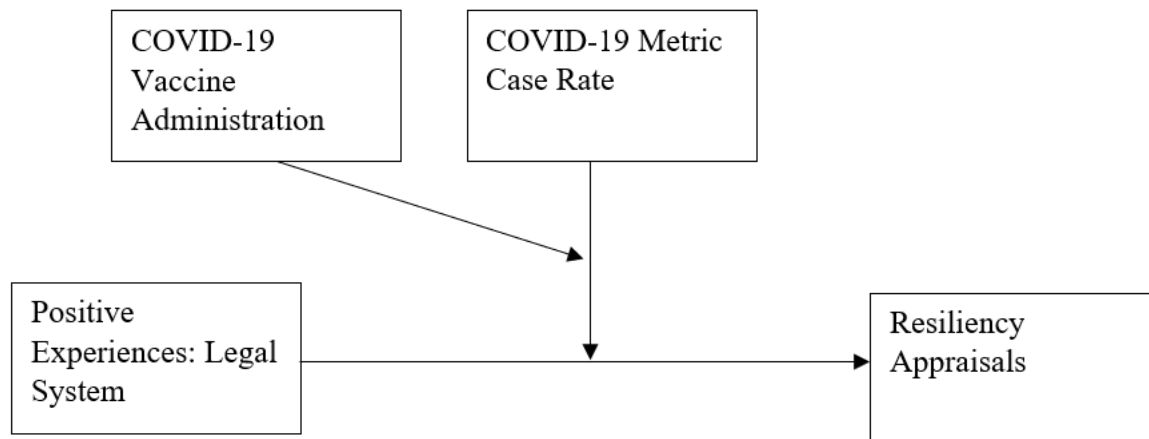 COVID-19
Vaccine
Administration
COVID-19 Metric
Case Rate
Positive
Experiences: Legal
System
Resiliency
Appraisals